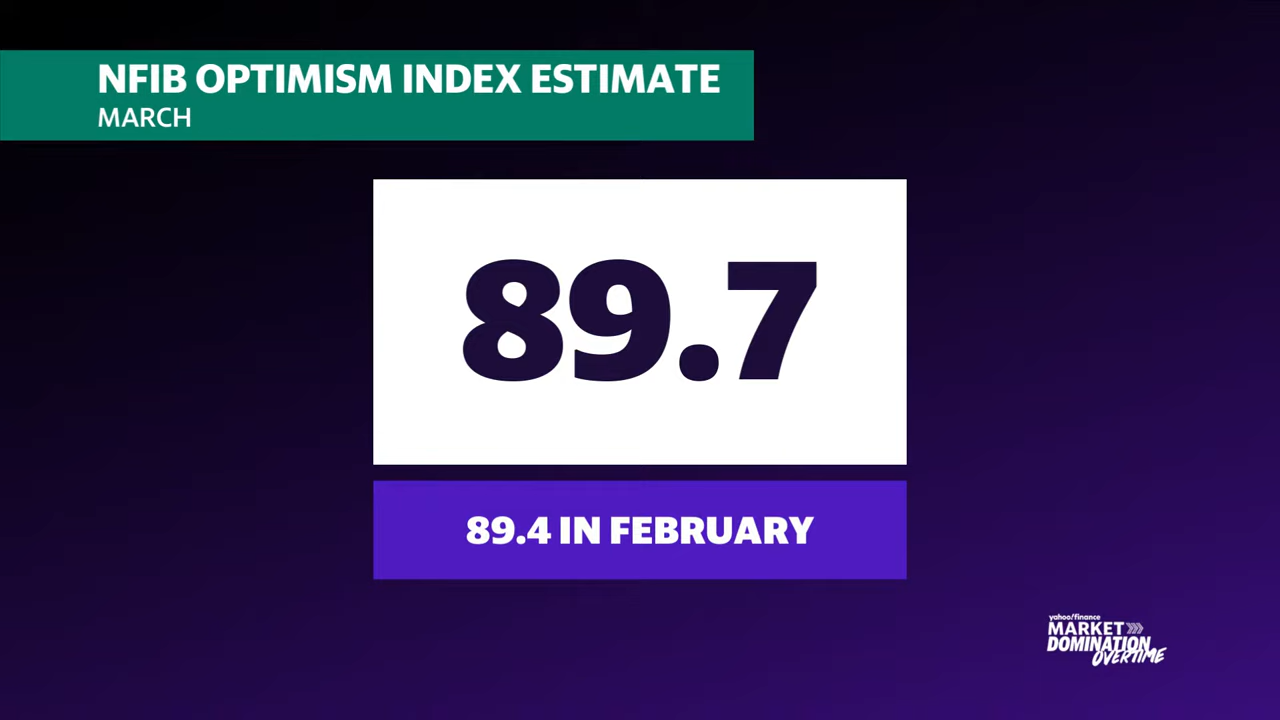 NFIB OPTIMISM INDEX ESTIMATE
MARCH
89.7
89.4 IN FEBRUARY
yahoo!finance
MARKET
DOMINATION
OVERTIME